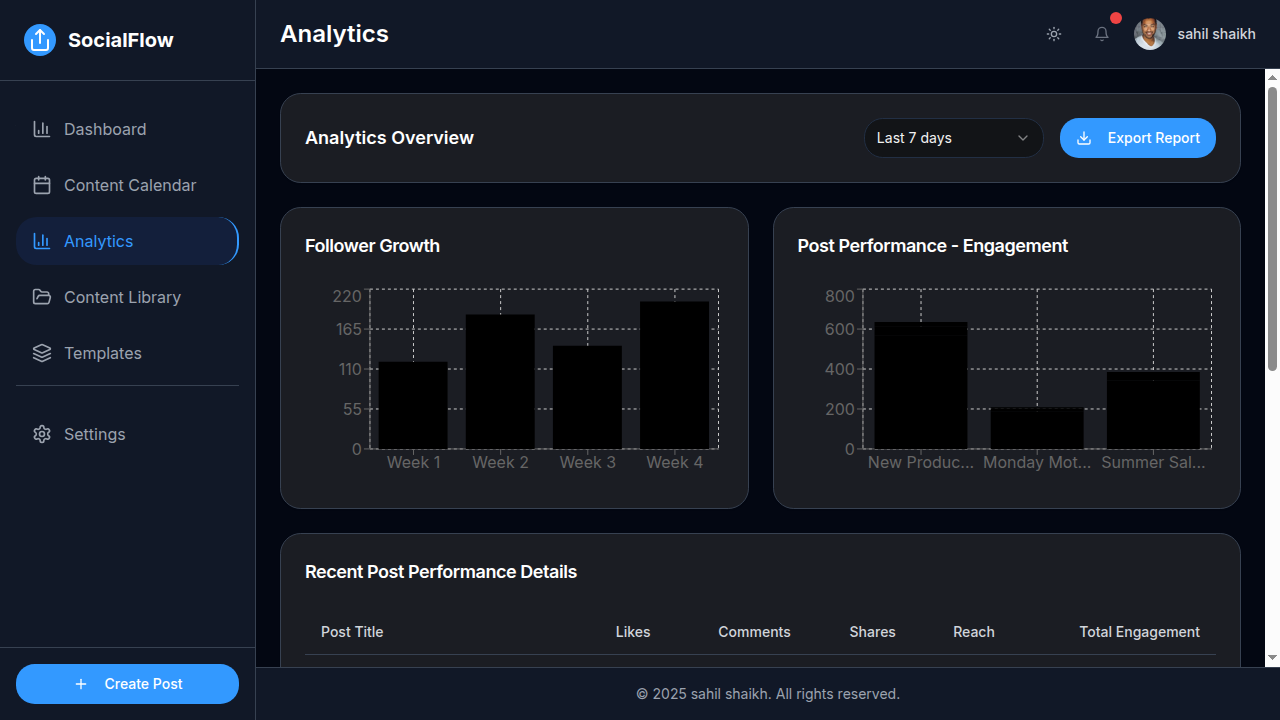 SocialFlow
Dashboard
Content Calendar
Analytics
Content Library
Templates
Settings
Create Post
Analytics
sahil shaikh
Analytics Overview
Last 7 days
Export Report
Follower Growth
220
165
110
55
0
Week 1 Week 2 Week 3 Week 4
Post Performance - Engagement
800
600
400
200
0
New Produc... Monday Mot... Summer Sal...
Recent Post Performance Details
Post Title Likes Comments Shares Reach Total Engagement
© 2025 sahil shaikh. All rights reserved.